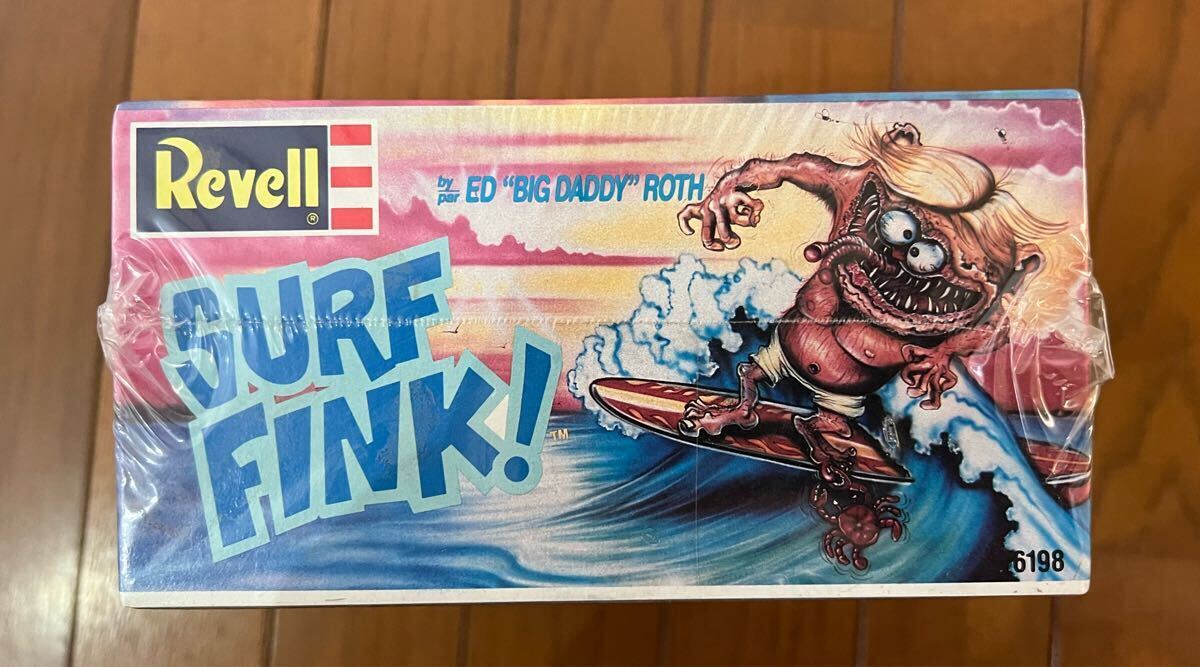 Revell
®
by
par ED "BIG DADDY" ROTH
SURF
FINK!
TM
6198